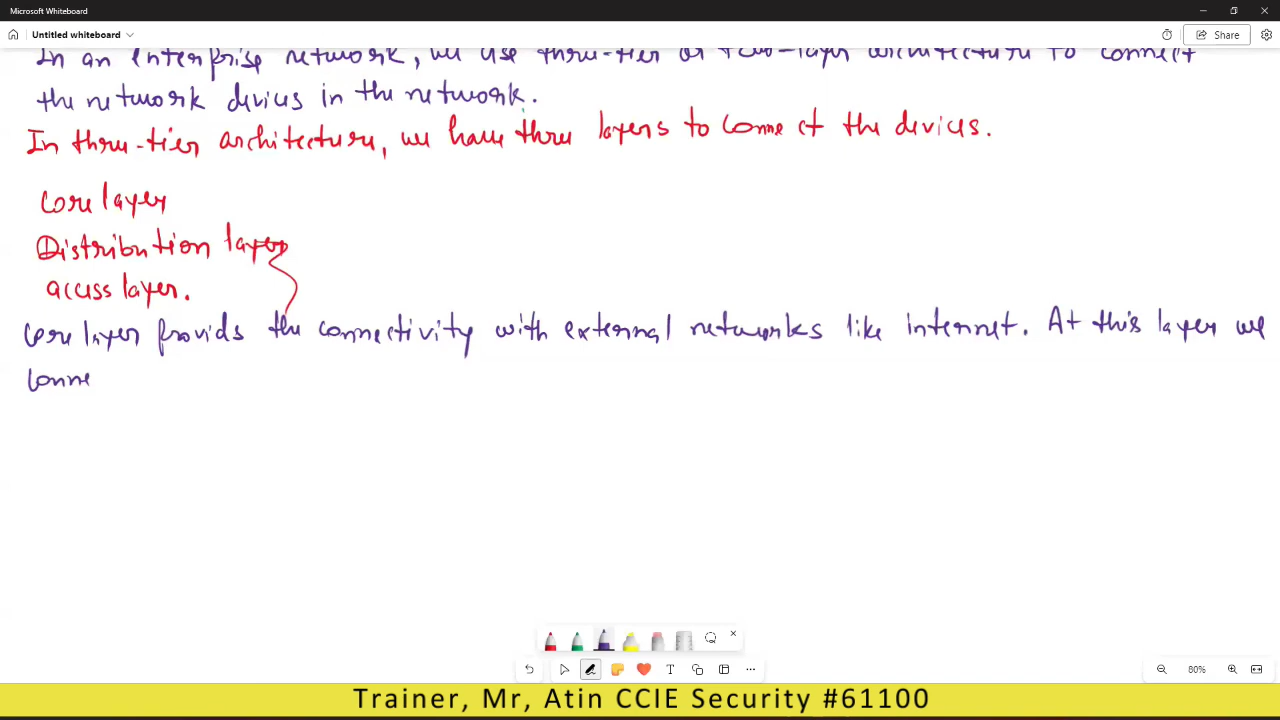 Microsoft Whiteboard
Untitled whiteboard
Share
In an Enterprise network, we use three-tier or two-layer architecture to connect
the network devices in the network.
In three-tier architecture, we have three layers to connect the devices.
Core layer
Distribution layer
access layer.
Core layer provids the connectivity with external networks like internet. At this layer we
conne
T
80%
Trainer, Mr, Atin CCIE Security #61100